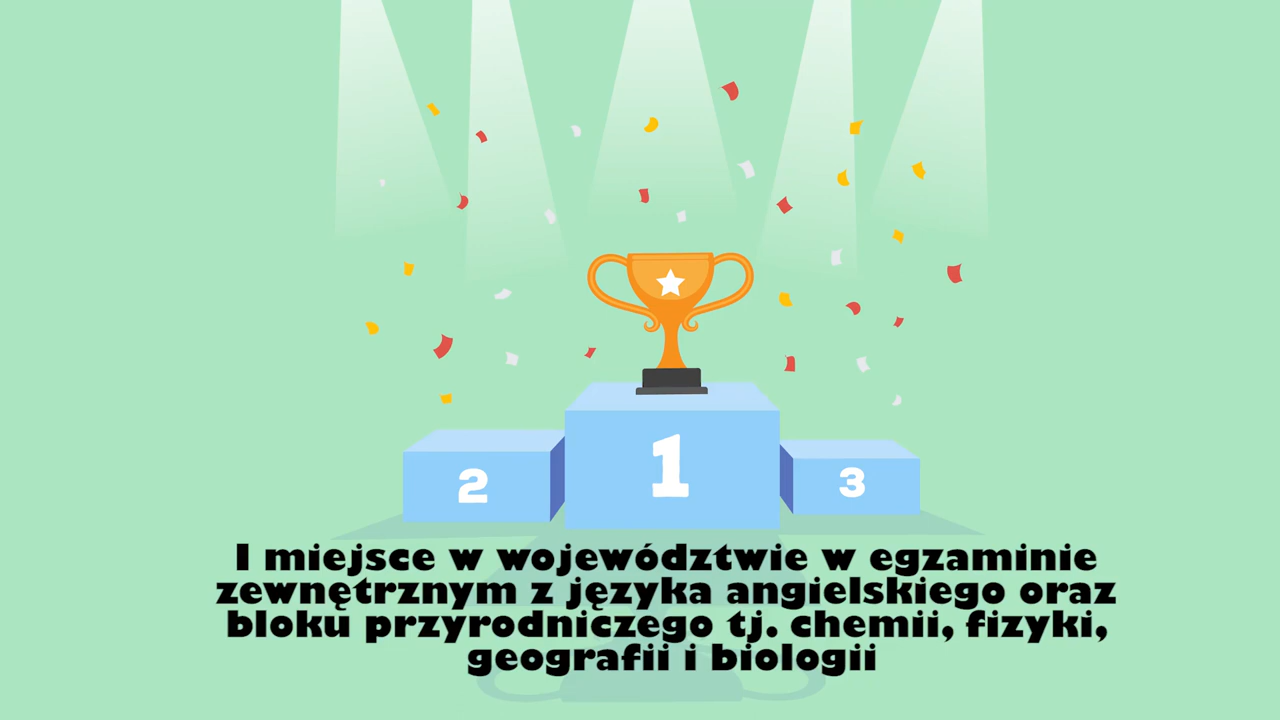 1
2
3
I miejsce w województwie w egzaminie
zewnętrznym z języka angielskiego oraz
bloku przyrodniczego tj. chemii, fizyki,
geografii i biologii